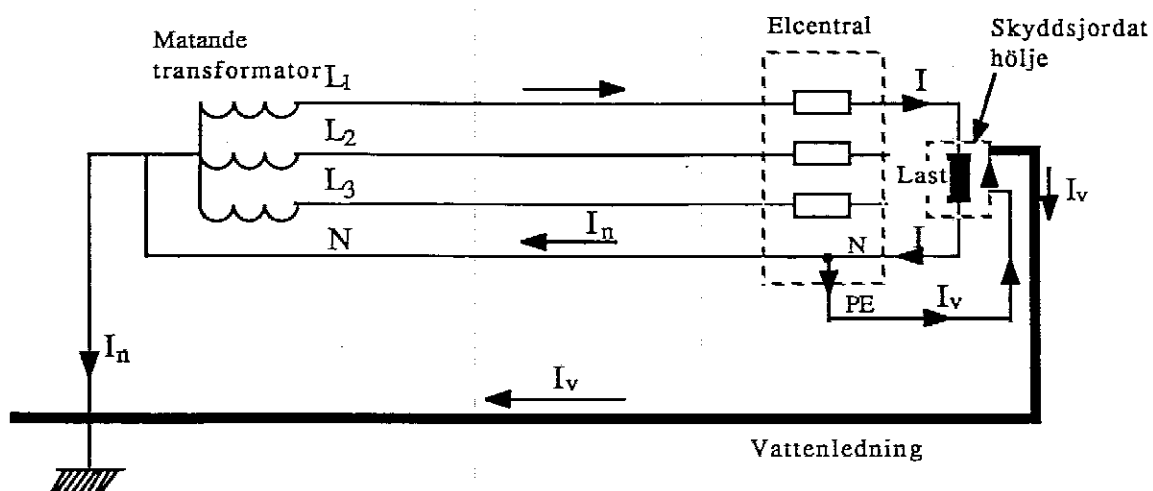 Matande
transformator
Elcentral
Skyddsjordat
hölje
L1
I
L2
Last
L3
Iv
N
In
N
I
PE
Iv
In
Iv
Vattenledning